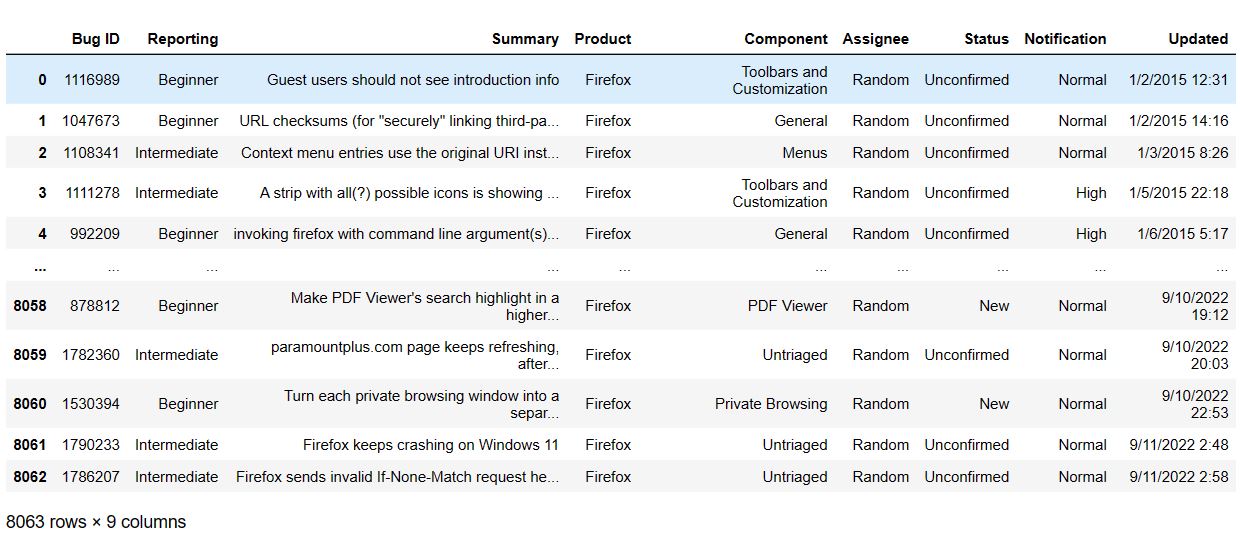 Bug ID Reporting Summary Product Component Assignee Status Notification Updated
0 1116989 Beginner Guest users should not see introduction info Firefox Toolbars and Customization Random Unconfirmed Normal 1/2/2015 12:31
1 1047673 Beginner URL checksums (for "securely" linking third-pa... Firefox General Random Unconfirmed Normal 1/2/2015 14:16
2 1108341 Intermediate Context menu entries use the original URI inst... Firefox Menus Random Unconfirmed Normal 1/3/2015 8:26
3 1111278 Intermediate A strip with all(?) possible icons is showing ... Firefox Toolbars and Customization Random Unconfirmed High 1/5/2015 22:18
4 992209 Beginner invoking firefox with command line argument(s)... Firefox General Random Unconfirmed High 1/6/2015 5:17
... ... ... ... ... ... ... ... ... ...
8058 878812 Beginner Make PDF Viewer's search highlight in a higher... Firefox PDF Viewer Random New Normal 9/10/2022 19:12
8059 1782360 Intermediate paramountplus.com page keeps refreshing, after... Firefox Untriaged Random Unconfirmed Normal 9/10/2022 20:03
8060 1530394 Beginner Turn each private browsing window into a separ... Firefox Private Browsing Random New Normal 9/10/2022 22:53
8061 1790233 Intermediate Firefox keeps crashing on Windows 11 Firefox Untriaged Random Unconfirmed Normal 9/11/2022 2:48
8062 1786207 Intermediate Firefox sends invalid If-None-Match request he... Firefox Untriaged Random Unconfirmed Normal 9/11/2022 2:58
8063 rows × 9 columns